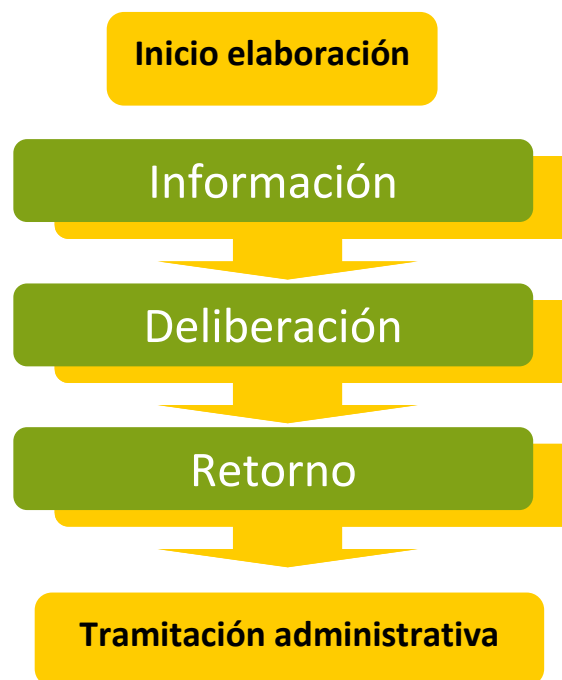 Inicio elaboración
Información
Deliberación
Retorno
Tramitación administrativa